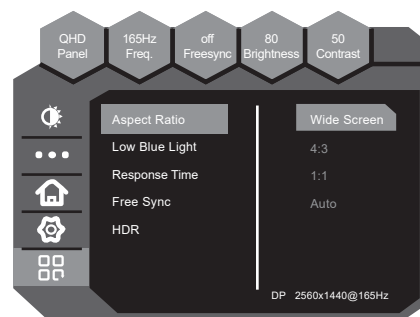 QHD
Panel
165Hz
Freq.
off
Freesync
80
Brightness
50
Contrast
Aspect Ratio
Wide Screen
Low Blue Light
4:3
Response Time
1:1
Free Sync
Auto
HDR
DP 2560x1440@165Hz